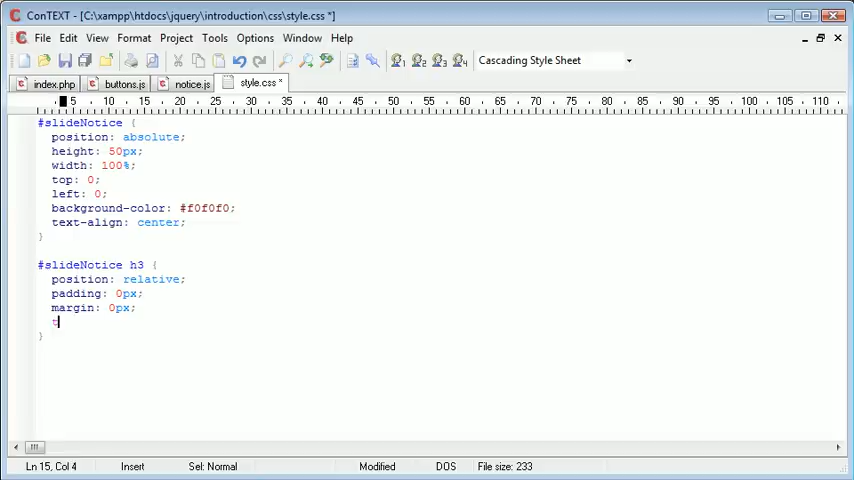 ConTEXT - [C:\xampp\htdocs\jquery\introduction\css\style.css *]
File Edit View Format Project Tools Options Window Help
1 2 3 4 Cascading Style Sheet
index.php buttons.js notice.js style.css *
5 10 15 20 25 30 35 40 45 50 55 60 65 70 75 80 85 90 95 100 105 110
#slideNotice {
position: absolute;
height: 50px;
width: 100%;
top: 0;
left: 0;
background-color: #f0f0f0;
text-align: center;
}
#slideNotice h3 {
position: relative;
padding: 0px;
margin: 0px;
t
}
Ln 15, Col 4 Insert Sel: Normal Modified DOS File size: 233